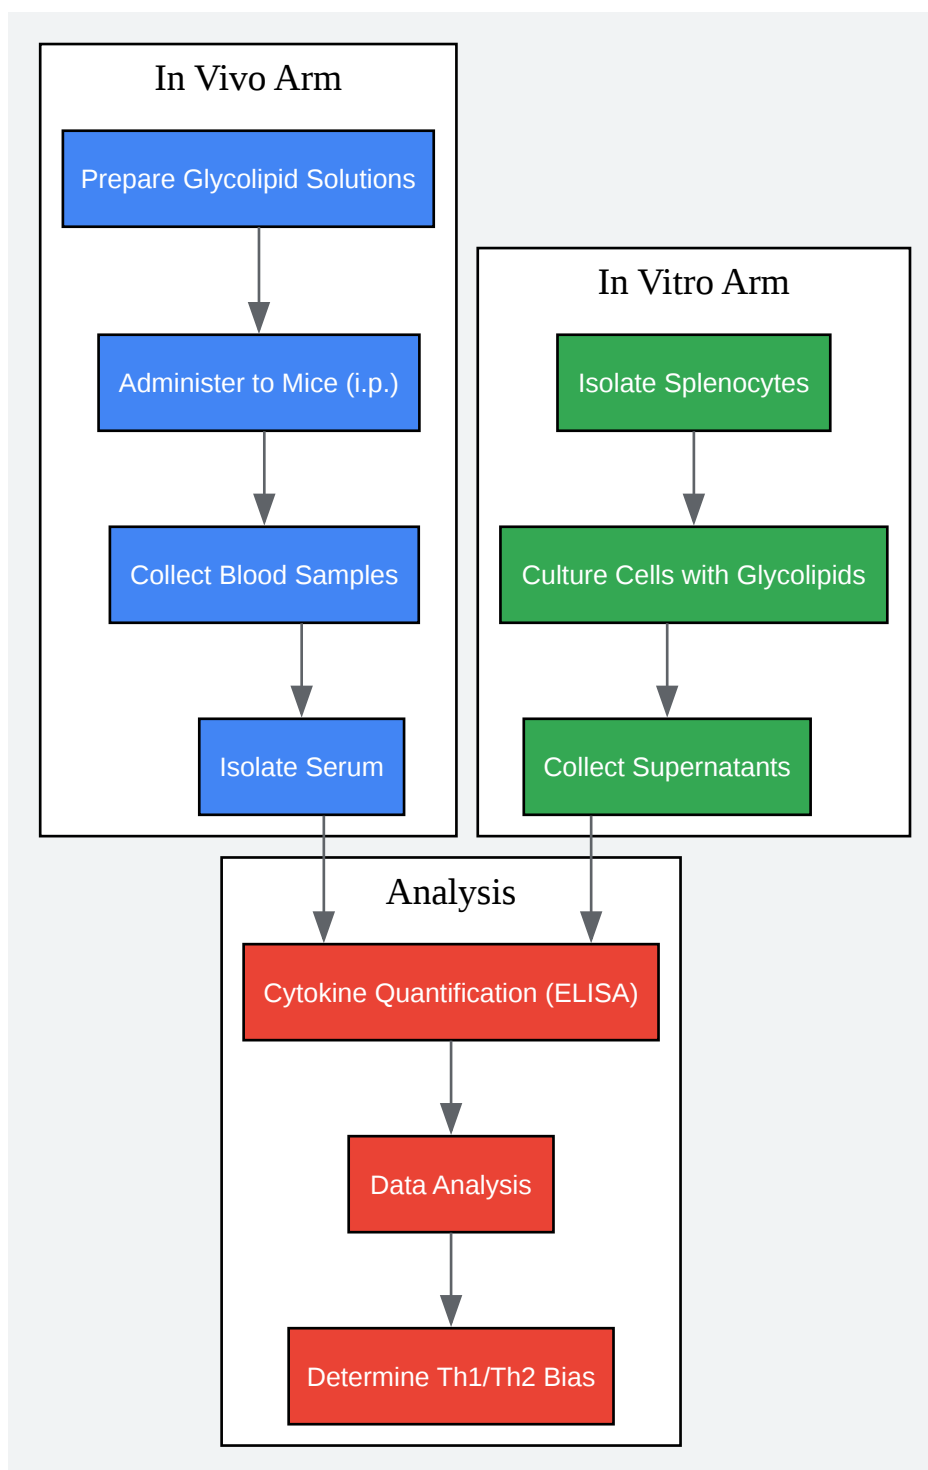 In Vivo Arm
Prepare Glycolipid Solutions
Administer to Mice (i.p.)
Collect Blood Samples
Isolate Serum
In Vitro Arm
Isolate Splenocytes
Culture Cells with Glycolipids
Collect Supernatants
Analysis
Cytokine Quantification (ELISA)
Data Analysis
Determine Th1/Th2 Bias